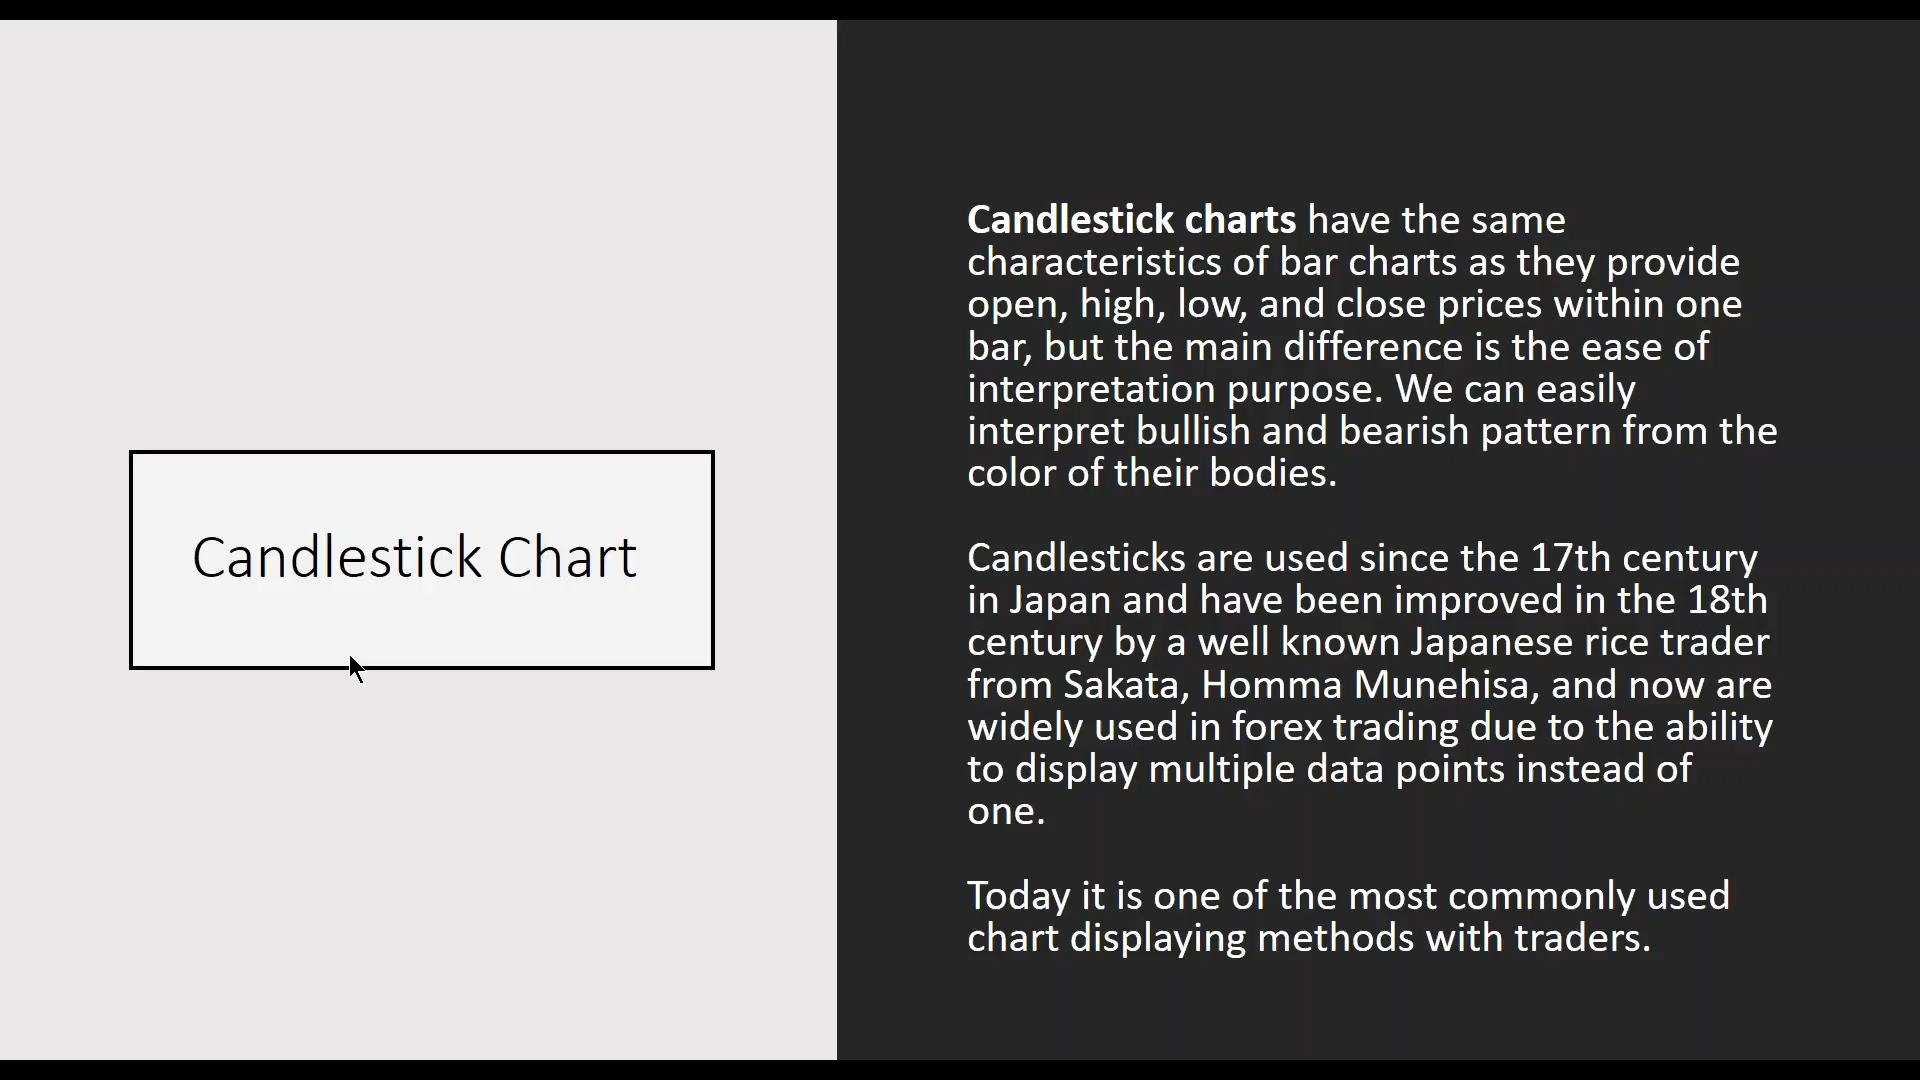 Candlestick Chart
Candlestick charts have the same
characteristics of bar charts as they provide
open, high, low, and close prices within one
bar, but the main difference is the ease of
interpretation purpose. We can easily
interpret bullish and bearish pattern from the
color of their bodies.
Candlesticks are used since the 17th century
in Japan and have been improved in the 18th
century by a well known Japanese rice trader
from Sakata, Homma Munehisa, and now are
widely used in forex trading due to the ability
to display multiple data points instead of
one.
Today it is one of the most commonly used
chart displaying methods with traders.